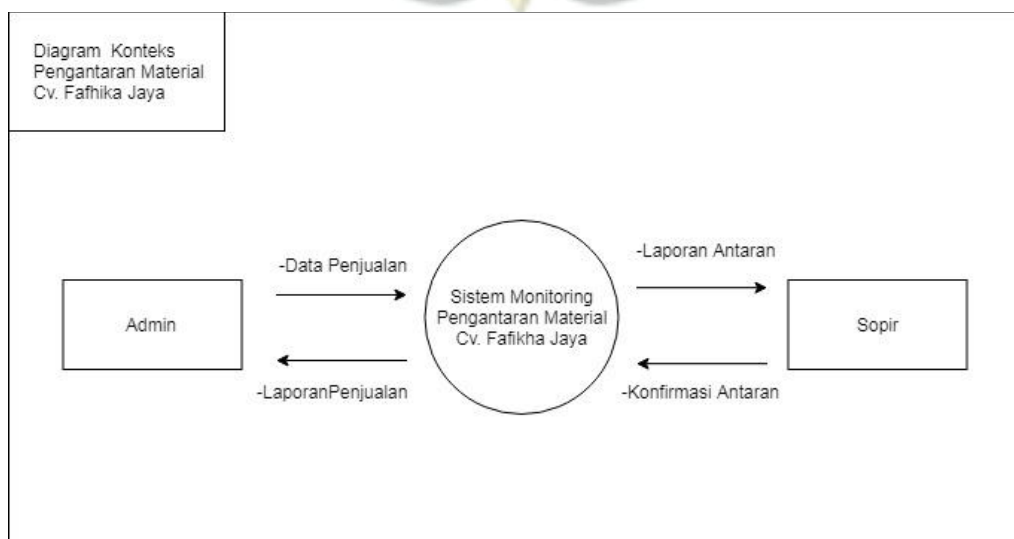 Diagram Konteks
Pengantaran Material
Cv. Fafhika Jaya
-Data Penjualan
-Laporan Antaran
Admin
Sistem Monitoring
Pengantaran Material
Cv. Fafikha Jaya
Sopir
-LaporanPenjualan
-Konfirmasi Antaran